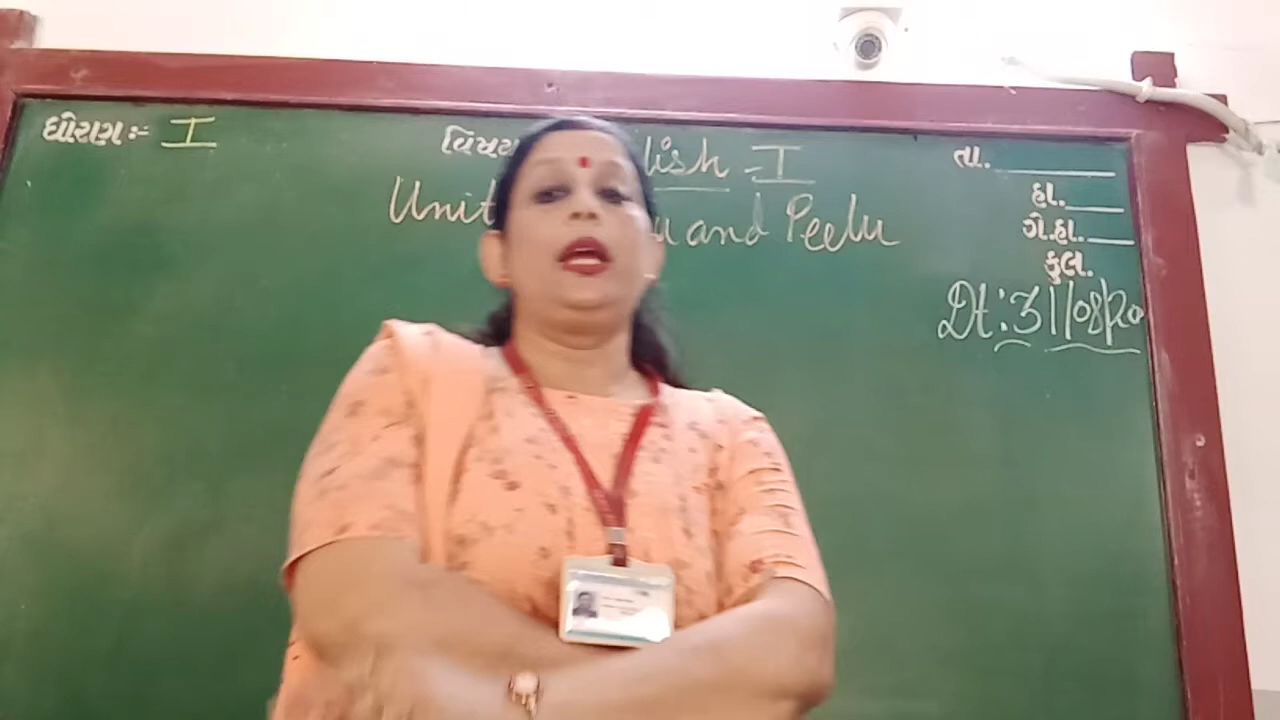 ધોરણ:- I
વિષય lish - I
Unit u and Peelu
તા.
હા.
ગે.હા.
કુલ.
Dt: 31/08/20